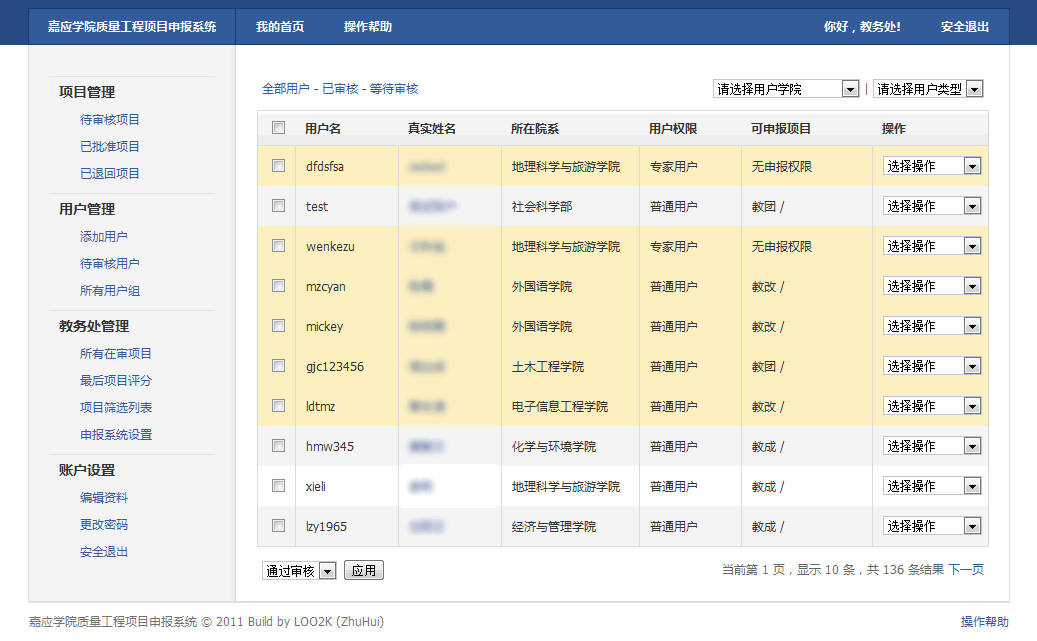 嘉应学院质量工程项目申报系统 我的首页 操作帮助 你好，教务处! 安全退出
项目管理
待审核项目
已批准项目
已退回项目
用户管理
添加用户
待审核用户
所有用户组
教务处管理
所有在审项目
最后项目评分
项目筛选列表
申报系统设置
账户设置
编辑资料
更改密码
安全退出
全部用户 - 已审核 - 等待审核 请选择用户学院 | 请选择用户类型
用户名 真实姓名 所在院系 用户权限 可申报项目 操作
dfdsfsa 地理科学与旅游学院 专家用户 无申报权限 选择操作
test 社会科学部 普通用户 教团 / 选择操作
wenkezu 地理科学与旅游学院 专家用户 无申报权限 选择操作
mzcyan 外国语学院 普通用户 教改 / 选择操作
mickey 外国语学院 普通用户 教改 / 选择操作
gjc123456 土木工程学院 普通用户 教团 / 选择操作
ldtmz 电子信息工程学院 普通用户 教改 / 选择操作
hmw345 化学与环境学院 普通用户 教成 / 选择操作
xieli 地理科学与旅游学院 普通用户 教成 / 选择操作
lzy1965 经济与管理学院 普通用户 教成 / 选择操作
通过审核 应用 当前第 1 页，显示 10 条，共 136 条结果 下一页
嘉应学院质量工程项目申报系统 © 2011 Build by LOO2K (ZhuHui) 操作帮助